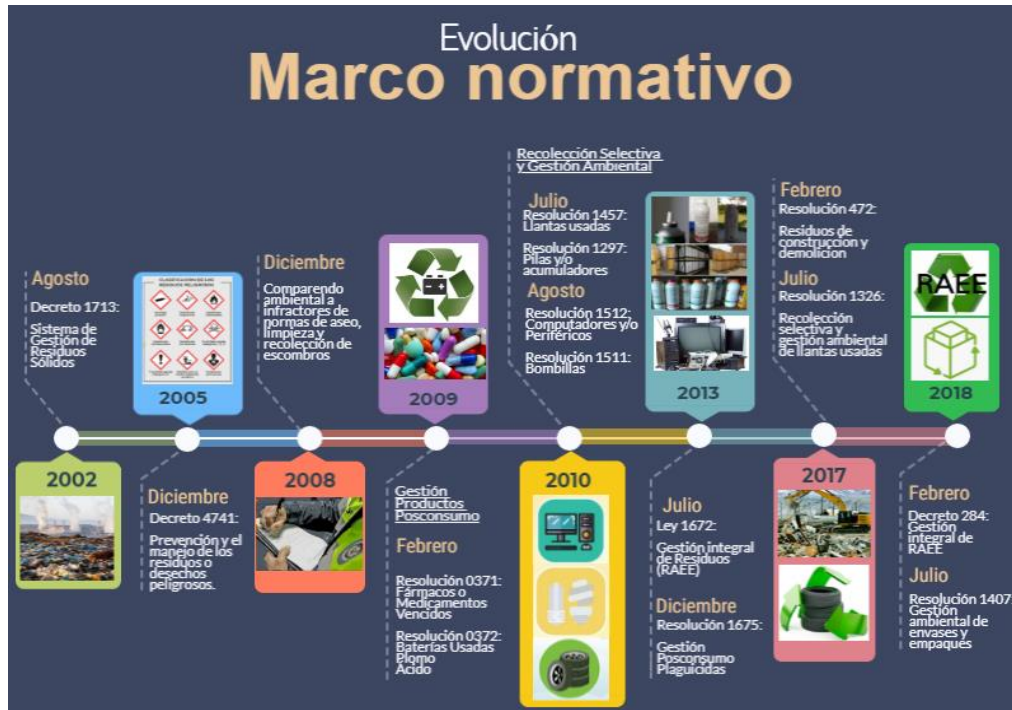 Evolución
Marco normativo
Agosto
Decreto 1713:
Sistema de
Gestión de
Residuos
Sólidos
2002
2005
Diciembre
Decreto 4741:
Prevención y el
manejo de los
residuos o
desechos
peligrosos.
Diciembre
Comparendo
ambiental a
infractores de
normas de aseo,
limpieza y
recolección de
escombros
2008
2009
Gestión
Productos
Posconsumo
Febrero
Resolución 0371:
Fármacos o
Medicamentos
Vencidos
Resolución 0372:
Baterías Usadas
Plomo
Ácido
Recolección Selectiva
y Gestión Ambiental
Julio
Resolución 1457:
Llantas usadas
Resolución 1297:
Pilas y/o
acumuladores
Agosto
Resolución 1512:
Computadores y/o
Periféricos
Resolución 1511:
Bombillas
2010
2013
Julio
Ley 1672:
Gestión integral
de Residuos
(RAEE)
Diciembre
Resolución 1675:
Gestión
Posconsumo
Plaguicidas
Febrero
Resolución 472:
Residuos de
construccion y
demolicion
Julio
Resolución 1326:
Recolección
selectiva y
gestión ambiental
de llantas usadas
2017
RAEE
2018
Febrero
Decreto 284:
Gestión
integral de
RAEE
Julio
Resolución 1407:
Gestión
ambiental de
envases y
empaques